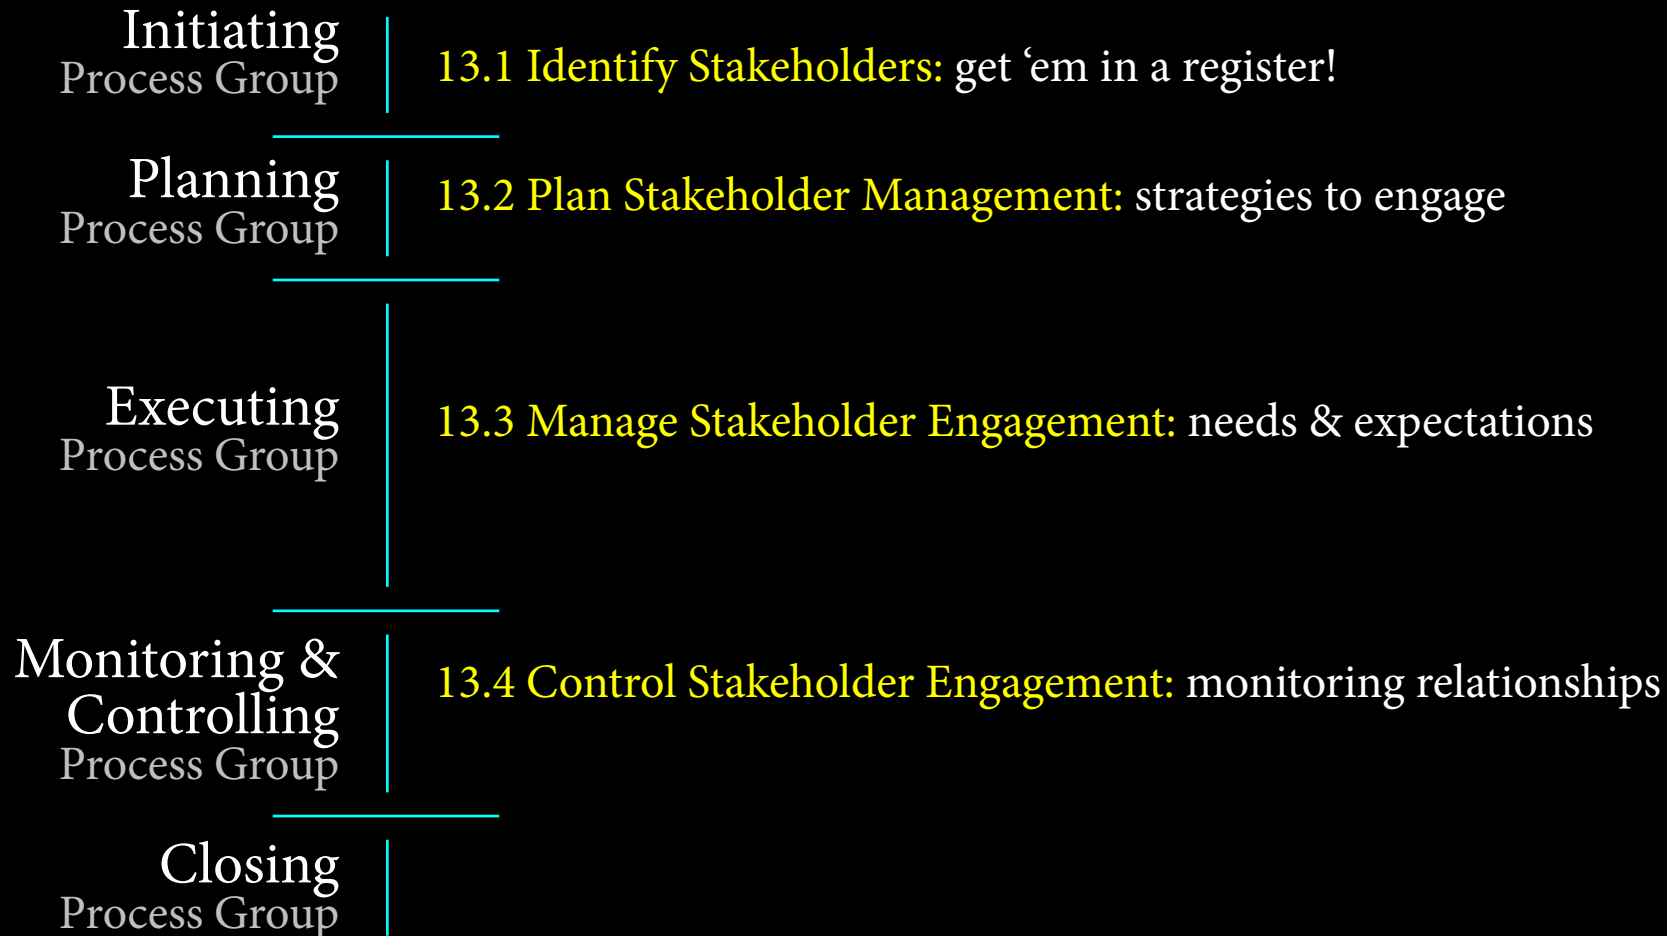 Initiating
Process Group
13.1 Identify Stakeholders: get ‘em in a register!
Planning
Process Group
13.2 Plan Stakeholder Management: strategies to engage
Executing
Process Group
13.3 Manage Stakeholder Engagement: needs & expectations
Monitoring &
Controlling
Process Group
13.4 Control Stakeholder Engagement: monitoring relationships
Closing
Process Group